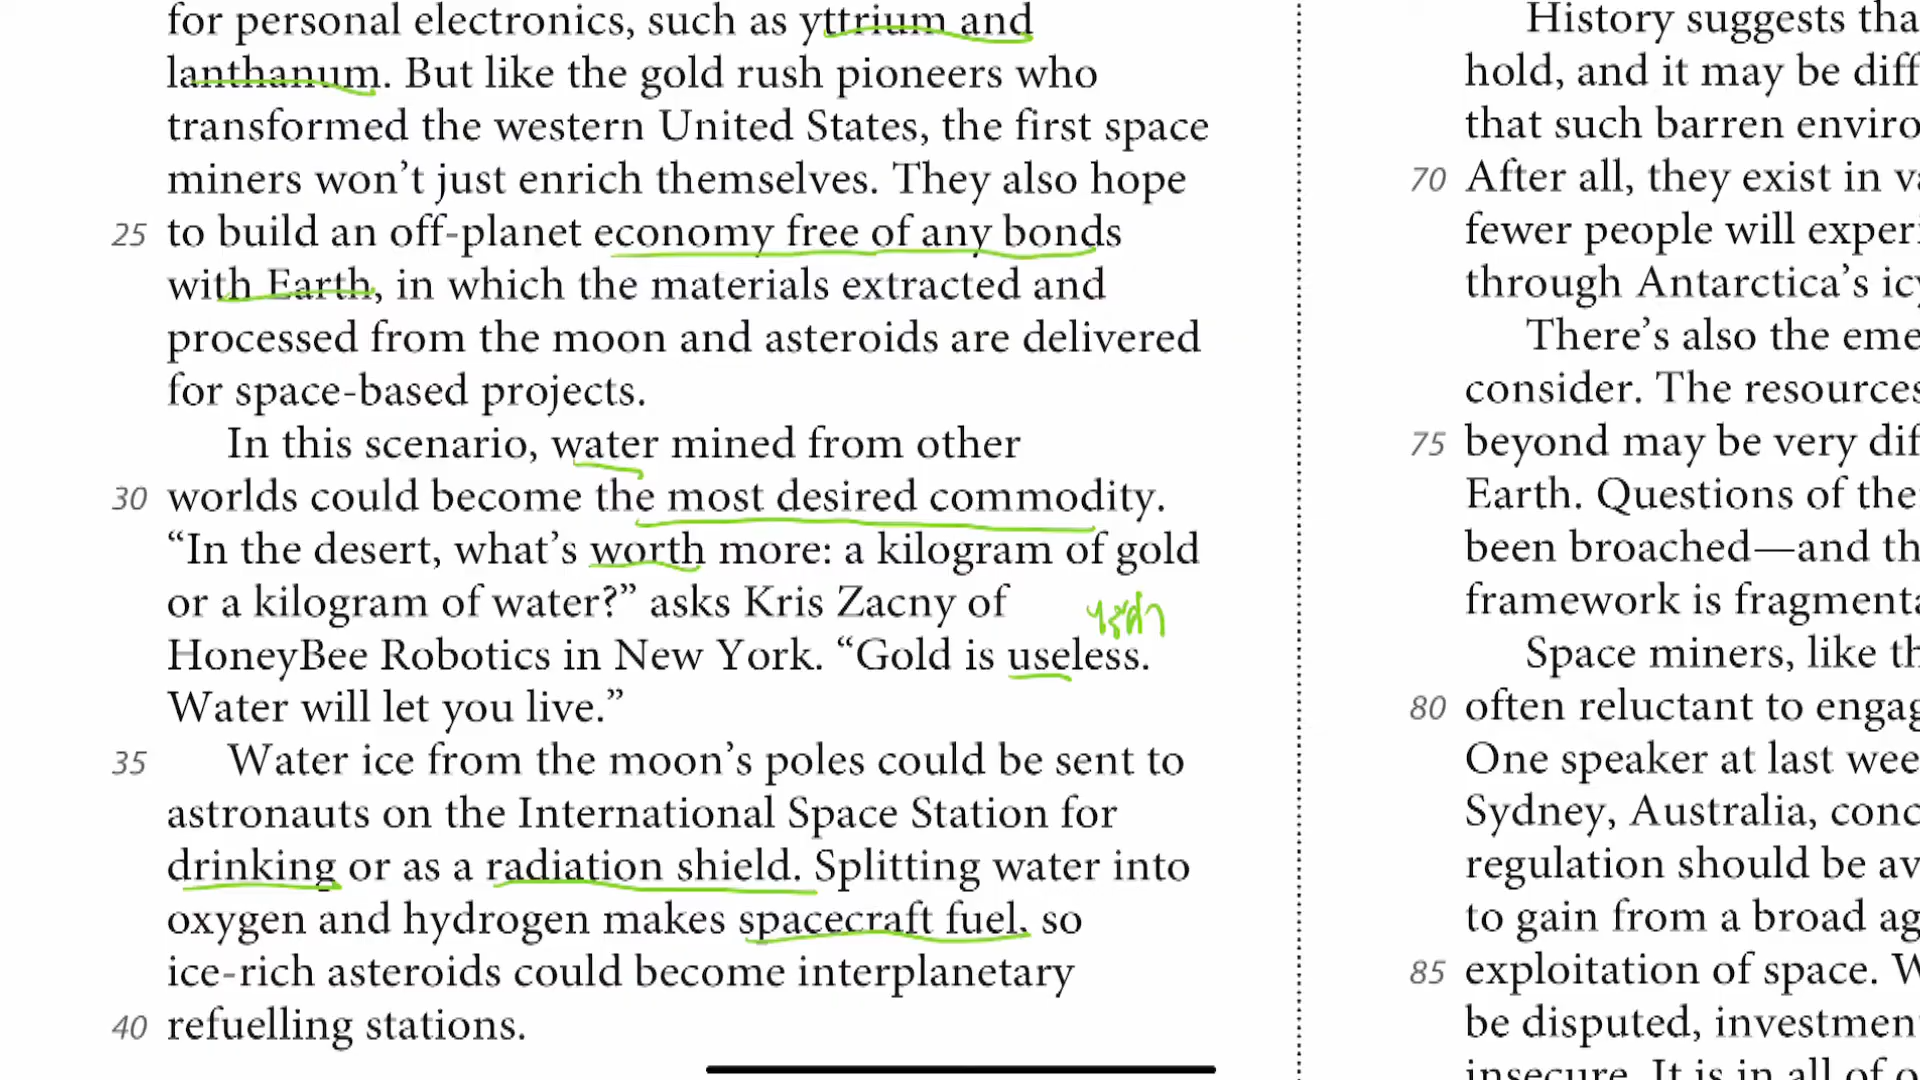 for personal electronics, such as yttrium and
lanthanum. But like the gold rush pioneers who
transformed the western United States, the first space
miners won’t just enrich themselves. They also hope
25 to build an off-planet economy free of any bonds
with Earth, in which the materials extracted and
processed from the moon and asteroids are delivered
for space-based projects.
In this scenario, water mined from other
30 worlds could become the most desired commodity.
“In the desert, what’s worth more: a kilogram of gold
or a kilogram of water?” asks Kris Zacny of
HoneyBee Robotics in New York. “Gold is useless.
Water will let you live.”
35 Water ice from the moon’s poles could be sent to
astronauts on the International Space Station for
drinking or as a radiation shield. Splitting water into
oxygen and hydrogen makes spacecraft fuel, so
ice-rich asteroids could become interplanetary
40 refuelling stations.
History suggests tha
hold, and it may be diff
that such barren enviro
70 After all, they exist in va
fewer people will experi
through Antarctica’s icy
There’s also the eme
consider. The resources
75 beyond may be very dif
Earth. Questions of the
been broached—and th
framework is fragmenta
Space miners, like th
80 often reluctant to engag
One speaker at last wee
Sydney, Australia, conc
regulation should be av
to gain from a broad ag
85 exploitation of space. W
be disputed, investmen
insecure. It is in all of o